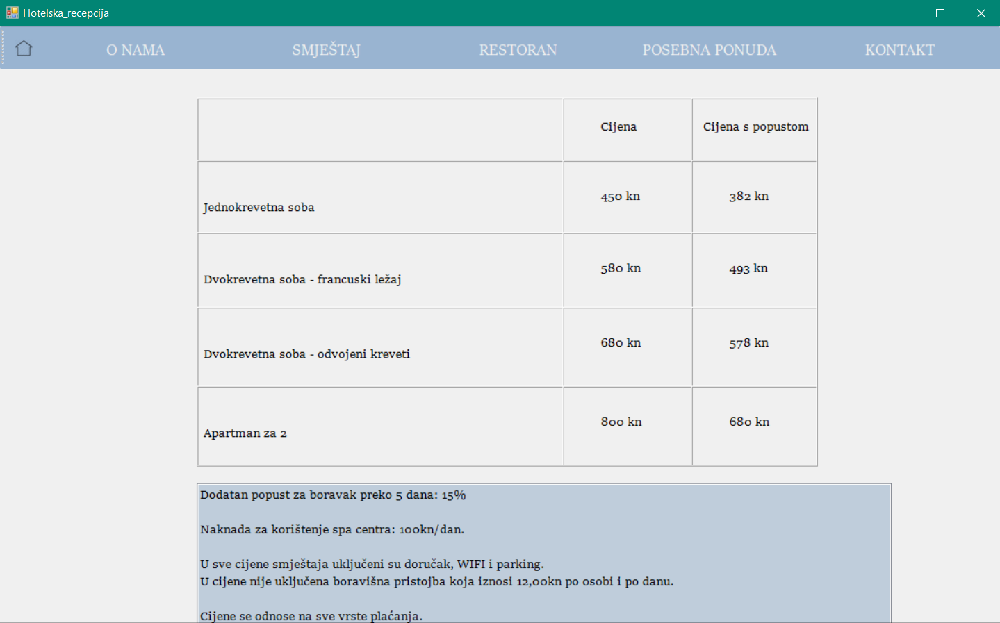 Hotelska_recepcija
O NAMA SMJEŠTAJ RESTORAN POSEBNA PONUDA KONTAKT
Cijena Cijena s popustom
Jednokrevetna soba 450 kn 382 kn
Dvokrevetna soba - francuski ležaj 580 kn 493 kn
Dvokrevetna soba - odvojeni kreveti 680 kn 578 kn
Apartman za 2 800 kn 680 kn
Dodatan popust za boravak preko 5 dana: 15%
Naknada za korištenje spa centra: 100kn/dan.
U sve cijene smještaja uključeni su doručak, WIFI i parking.
U cijene nije uključena boravišna pristojba koja iznosi 12,00kn po osobi i po danu.
Cijene se odnose na sve vrste plaćanja.